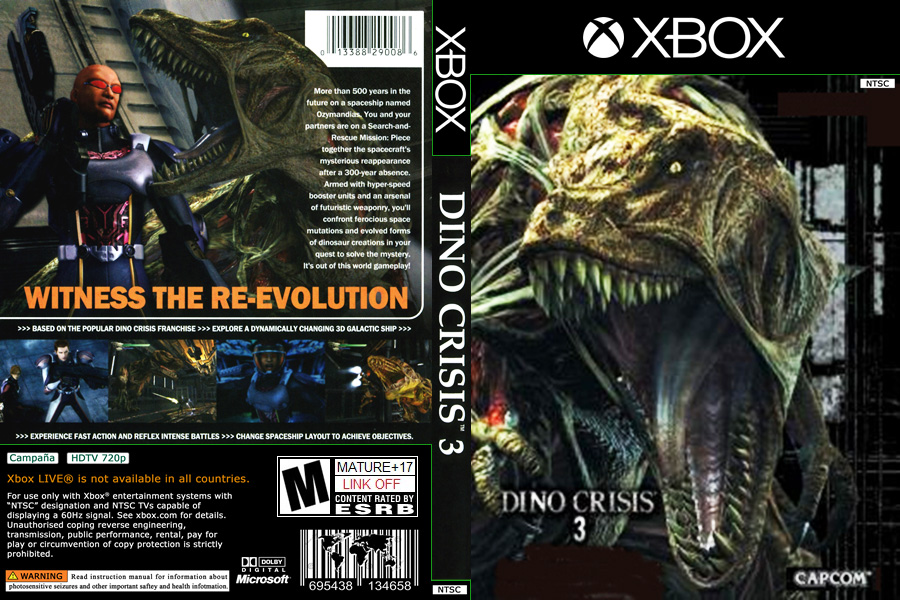 0 13388 29008 6
More than 500 years in the
future on a spaceship named
Ozymandias, You and your
partners are on a Search-and-
Rescue Mission: Piece
together the spacecraft's
mysterious reappearance
after a 300-year absence.
Armed with hyper-speed
booster units and an arsenal
of futuristic weaponry, you'll
confront ferocious space
mutations and evolved forms
of dinosaur creations in your
quest to solve the mystery.
It's out of this world gameplay!
WITNESS THE RE-EVOLUTION
>>> BASED ON THE POPULAR DINO CRISIS FRANCHISE >>> EXPLORE A DYNAMICALLY CHANGING 3D GALACTIC SHIP >>>
>>> EXPERIENCE FAST ACTION AND REFLEX INTENSE BATTLES >>> CHANGE SPACESHIP LAYOUT TO ACHIEVE OBJECTIVES.
Campaña HDTV 720p
Xbox LIVE® is not available in all countries.
For use only with Xbox® entertainment systems with
"NTSC" designation and NTSC TVs capable of
displaying a 60Hz signal. See xbox.com for details.
Unauthorised coping reverse engineering,
transmission, public performance, rental, pay for
play or circumvention of copy protection is strictly
prohibited.
WARNING Read instruction manual for information about
photosensitive seizures and other important saftey and health infotmation.
M
MATURE+17
LINK OFF
CONTENT RATED BY
ESRB
DOLBY
DIGITAL
Microsoft
695438 134658
XBOX
DINO CRISIS™ 3
NTSC
XBOX
NTSC
DINO CRISIS
3
CAPCOM